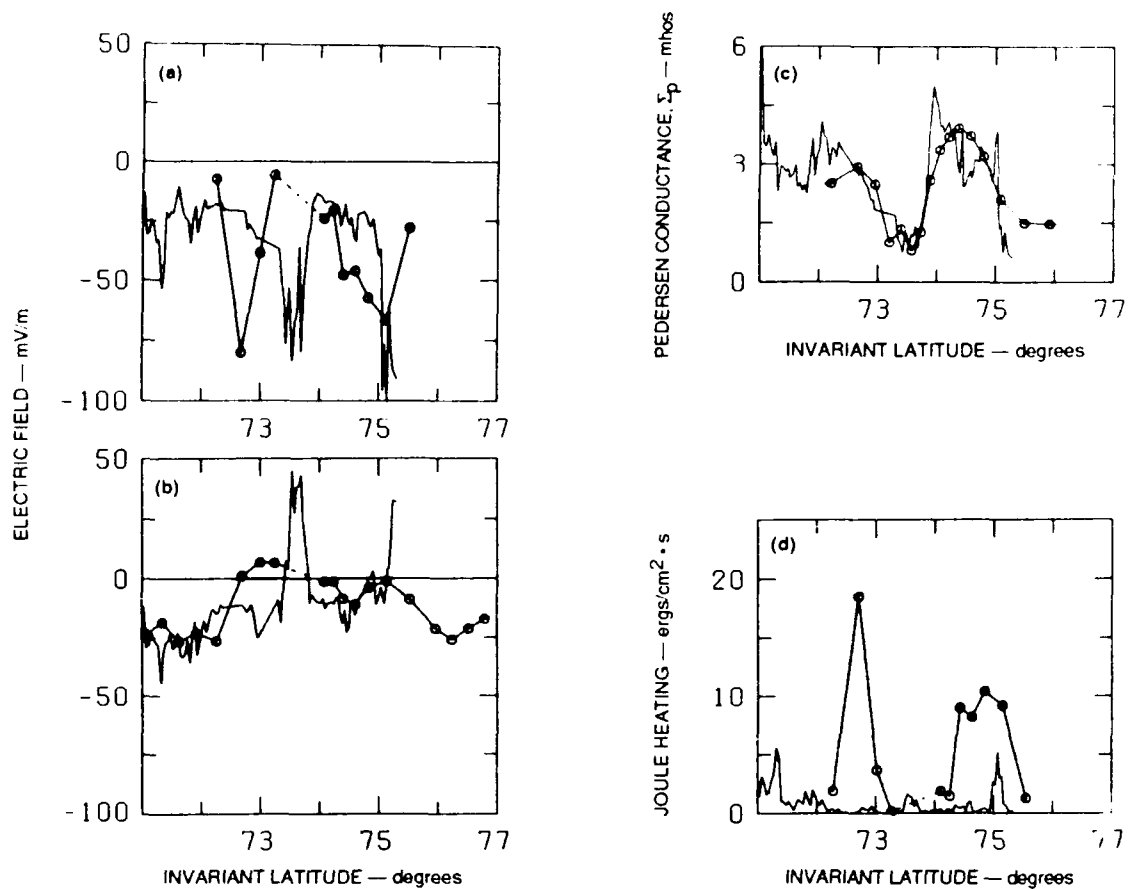 ELECTRIC FIELD — mV/m
50
(a)
0
-50
-100
73
75
77
50
(b)
0
-50
-100
73
75
77
INVARIANT LATITUDE — degrees
PEDERSEN CONDUCTANCE, Σp — mhos
6
(c)
3
0
73
75
77
INVARIANT LATITUDE — degrees
JOULE HEATING — ergs/cm² • s
(d)
20
10
0
73
75
INVARIANT LATITUDE — degrees